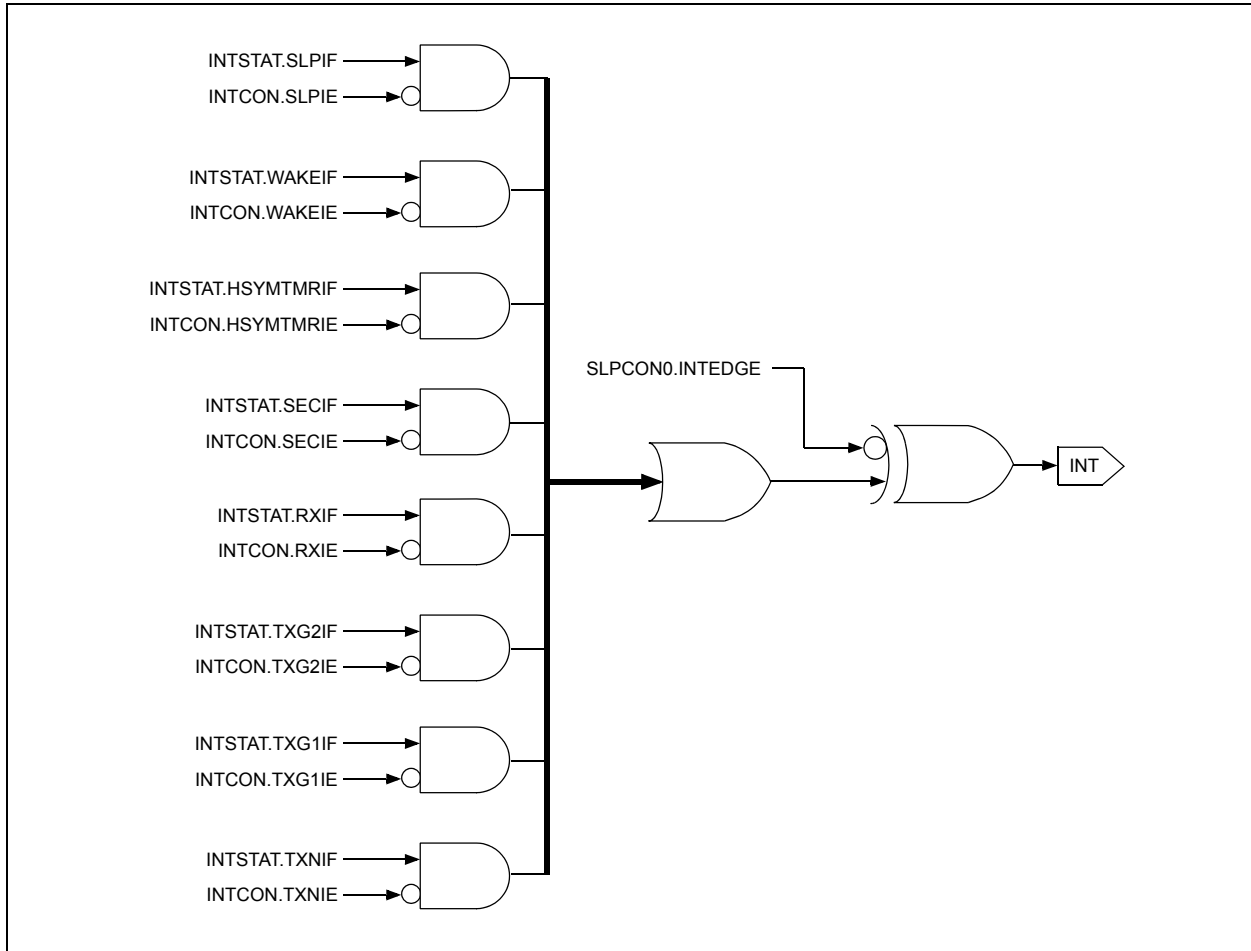 INTSTAT.SLPIF
INTCON.SLPIE
INTSTAT.WAKEIF
INTCON.WAKEIE
INTSTAT.HSYMTMRIF
INTCON.HSYMTMRIE
SLPCON0.INTEDGE
INTSTAT.SECIF
INTCON.SECIE
INT
INTSTAT.RXIF
INTCON.RXIE
INTSTAT.TXG2IF
INTCON.TXG2IE
INTSTAT.TXG1IF
INTCON.TXG1IE
INTSTAT.TXNIF
INTCON.TXNIE